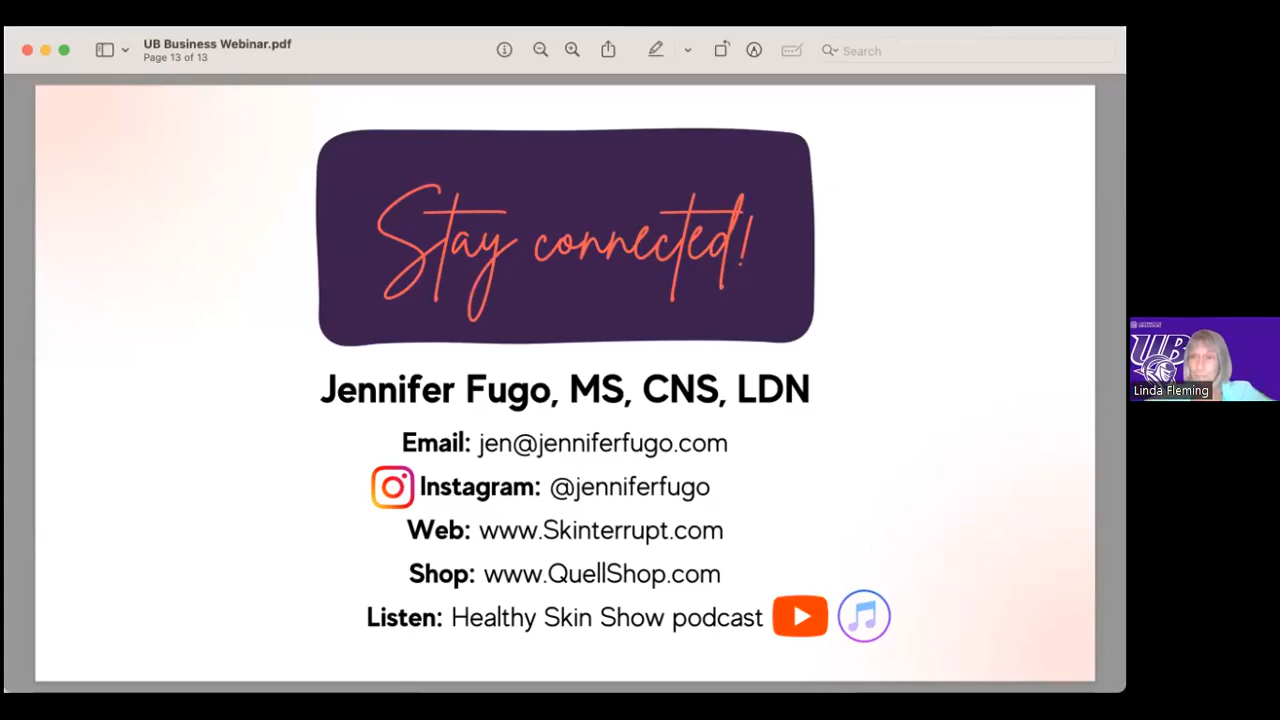 UB Business Webinar.pdf
Page 13 of 13
Search
Stay connected!
Jennifer Fugo, MS, CNS, LDN
Email: jen@jenniferfugo.com
Instagram: @jenniferfugo
Web: www.Skinterrupt.com
Shop: www.QuellShop.com
Listen: Healthy Skin Show podcast
UB
Linda Fleming